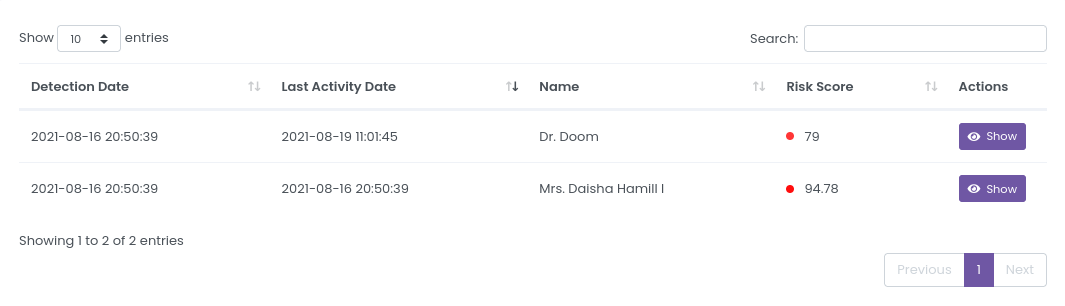 Show 10 entries Search:
Detection Date Last Activity Date Name Risk Score Actions
2021-08-16 20:50:39 2021-08-19 11:01:45 Dr. Doom 79 Show
2021-08-16 20:50:39 2021-08-16 20:50:39 Mrs. Daisha Hamill I 94.78 Show
Showing 1 to 2 of 2 entries
Previous 1 Next